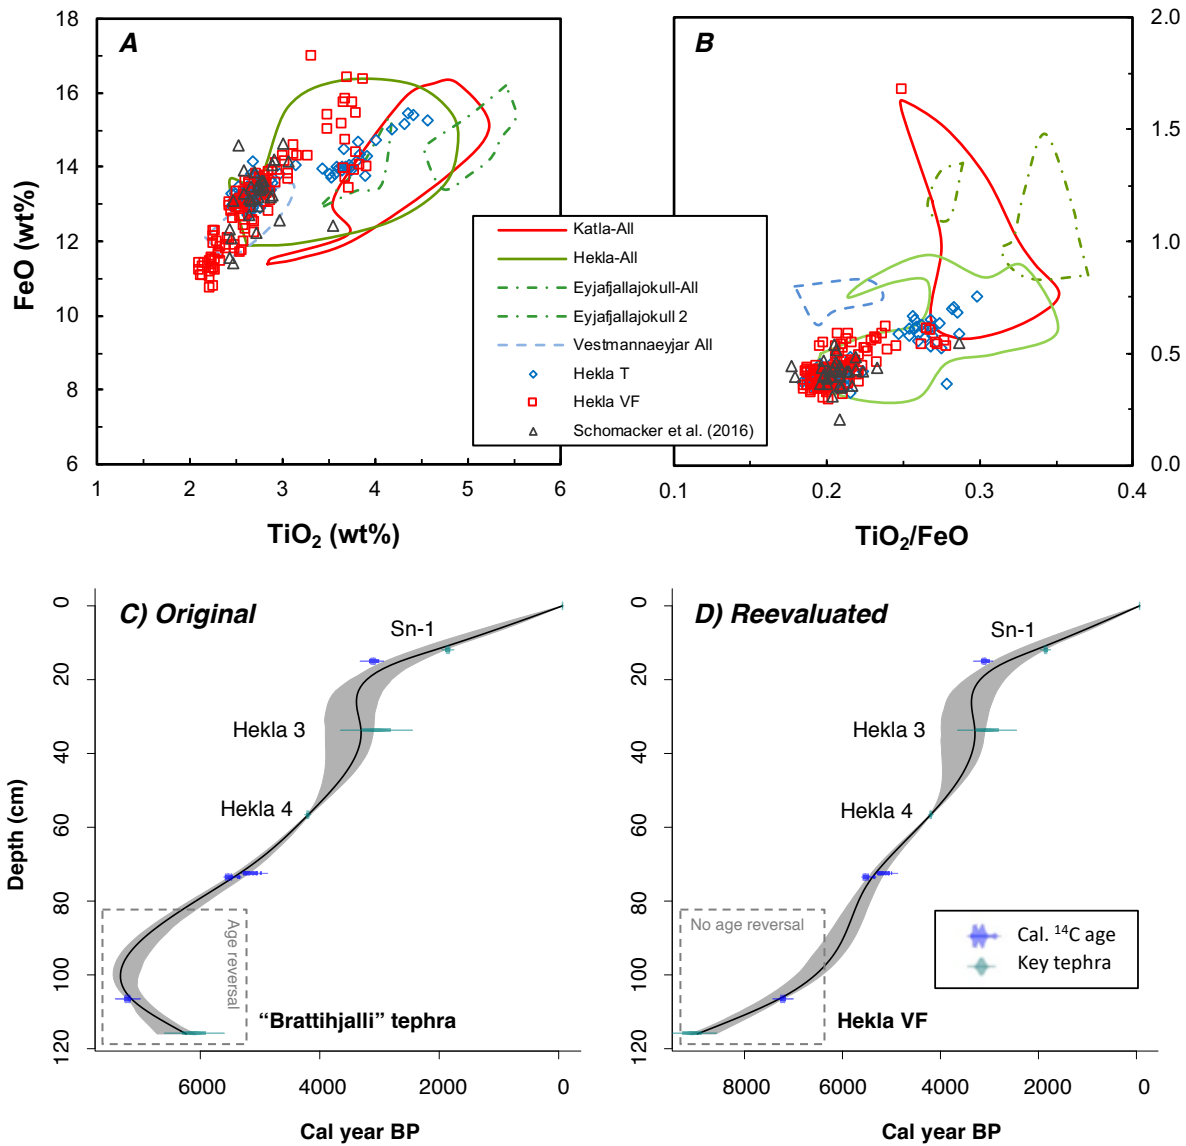 A
B
18
16
14
12
10
8
6
FeO (wt%)
1
2
3
4
5
6
TiO₂ (wt%)
2.0
1.5
1.0
0.5
0.0
0.1
0.2
0.3
0.4
TiO₂/FeO
Katla-All
Hekla-All
Eyjafjallajokull-All
Eyjafjallajokull 2
Vestmannaeyjar All
Hekla T
Hekla VF
Schomacker et al. (2016)
C) Original
0
20
40
60
80
100
120
Depth (cm)
Sn-1
Hekla 3
Hekla 4
Age reversal
“Brattihjalli” tephra
6000
4000
2000
0
Cal year BP
D) Reevaluated
0
20
40
60
80
100
120
Sn-1
Hekla 3
Hekla 4
No age reversal
Hekla VF
Cal. ¹⁴C age
Key tephra
8000
6000
4000
2000
0
Cal year BP